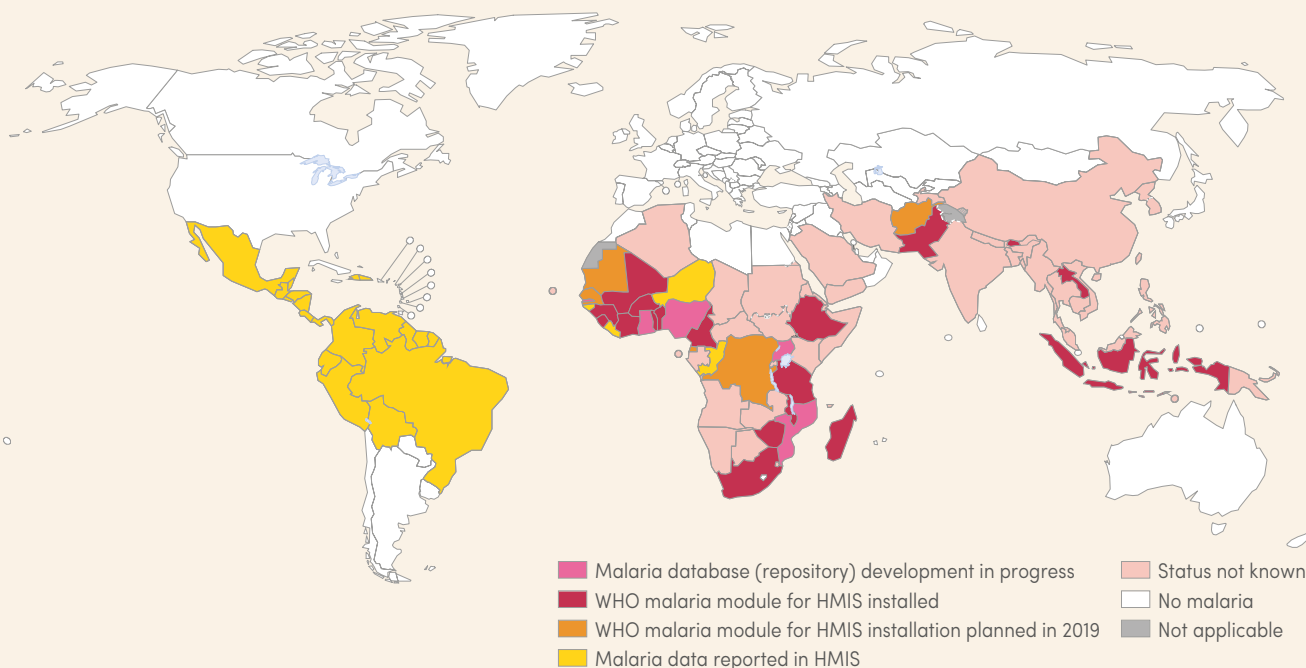 Malaria database (repository) development in progress
WHO malaria module for HMIS installed
WHO malaria module for HMIS installation planned in 2019
Malaria data reported in HMIS
Status not known
No malaria
Not applicable